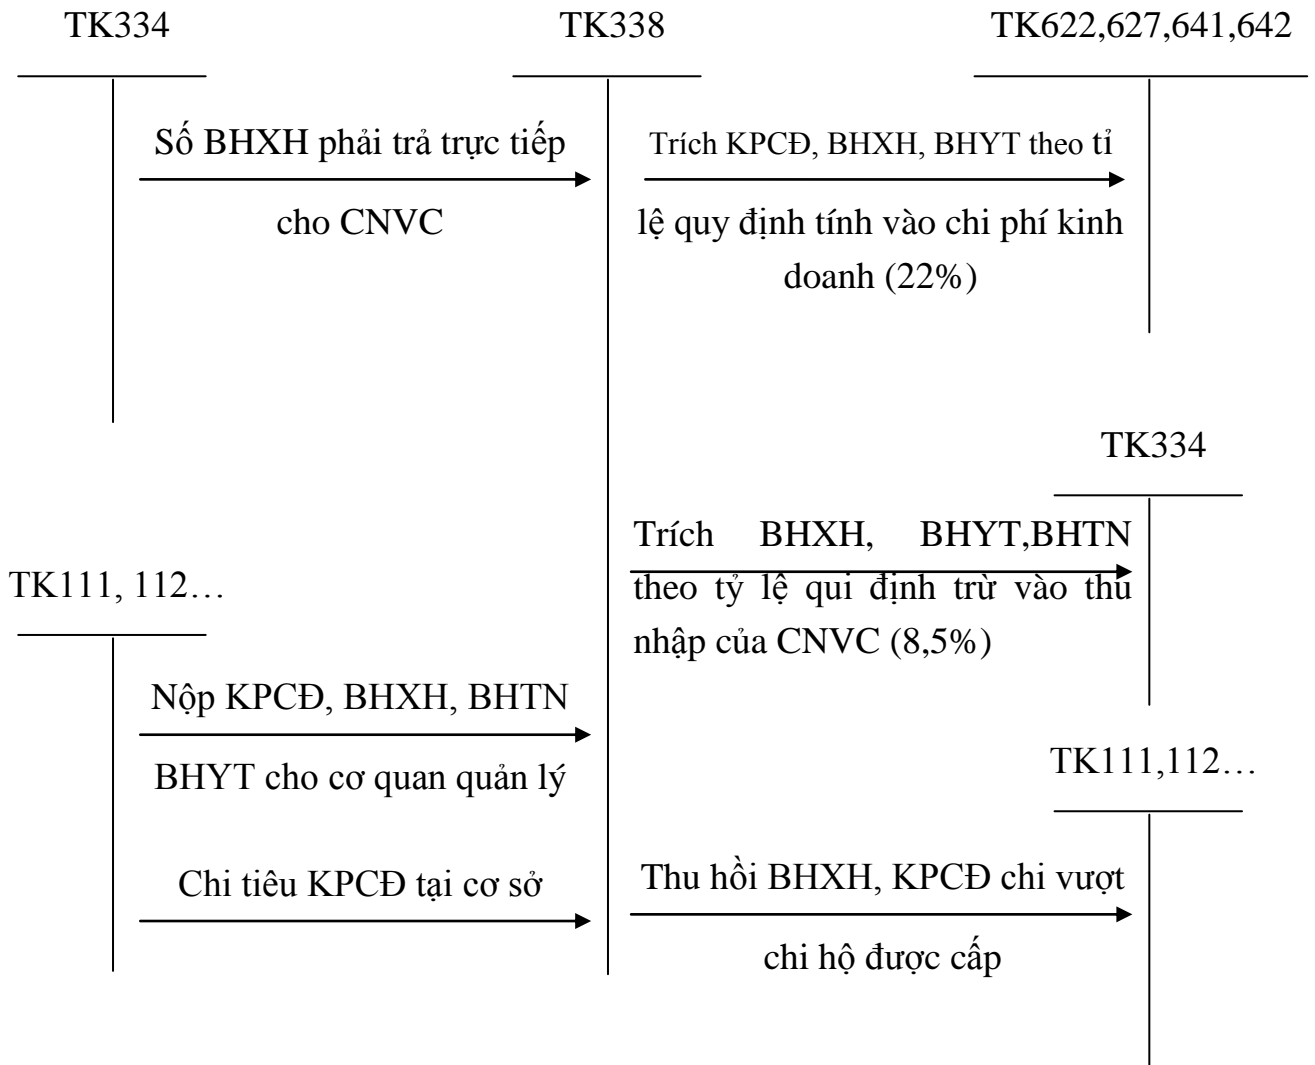 TK334
TK338
TK622,627,641,642
Số BHXH phải trả trực tiếp
cho CNVC
Trích KPCĐ, BHXH, BHYT theo tỉ
lệ quy định tính vào chi phí kinh
doanh (22%)
TK334
Trích BHXH, BHYT,BHTN
theo tỷ lệ qui định trừ vào thu
nhập của CNVC (8,5%)
TK111, 112…
Nộp KPCĐ, BHXH, BHTN
BHYT cho cơ quan quản lý
TK111,112…
Chi tiêu KPCĐ tại cơ sở
Thu hồi BHXH, KPCĐ chi vượt
chi hộ được cấp